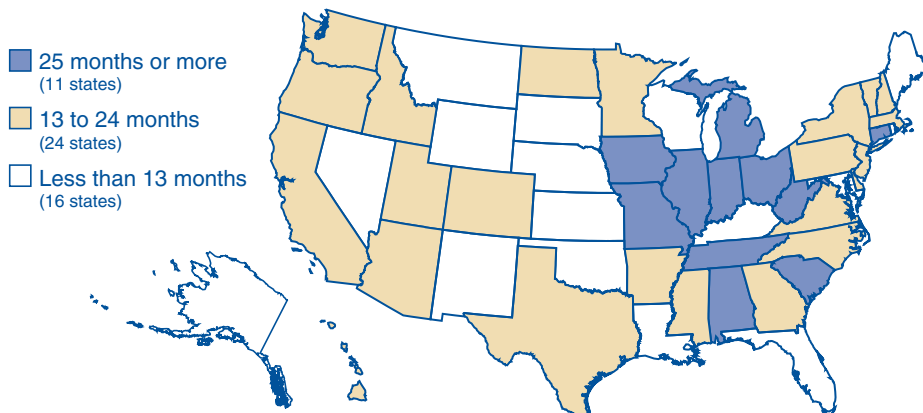 25 months or more
(11 states)
13 to 24 months
(24 states)
Less than 13 months
(16 states)